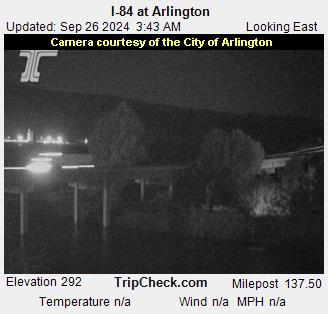 I-84 at Arlington
Updated: Sep 26 2024 3:43 AM Looking East
Camera courtesy of the City of Arlington
Elevation 292 TripCheck.com Milepost 137.50
Temperature n/a Wind n/a MPH n/a